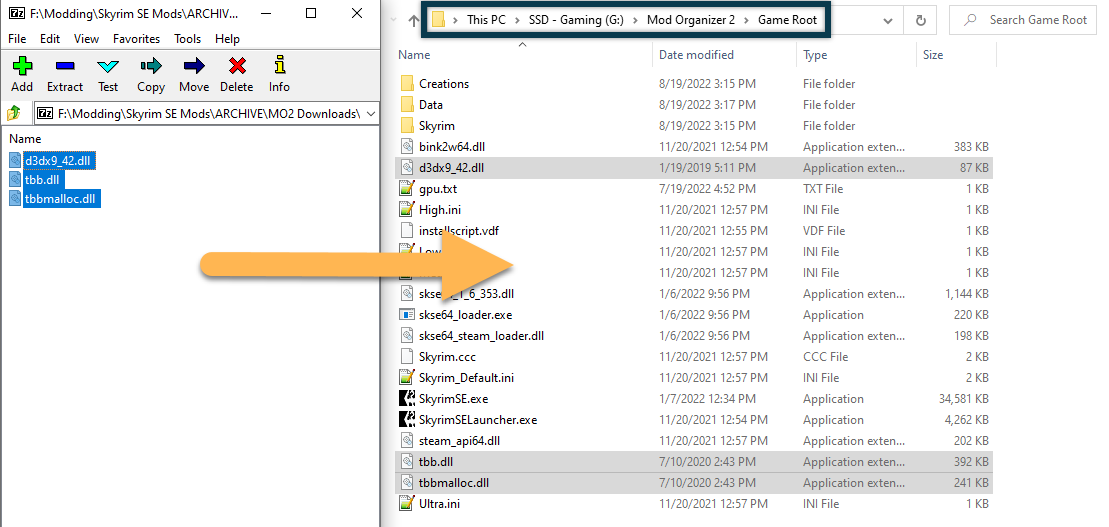 F:\Modding\Skyrim SE Mods\ARCHIVE...
File Edit View Favorites Tools Help
Add Extract Test Copy Move Delete Info
F:\Modding\Skyrim SE Mods\ARCHIVE\MO2 Downloads\
Name
d3dx9_42.dll
tbb.dll
tbbmalloc.dll
This PC > SSD - Gaming (G:) > Mod Organizer 2 > Game Root
Search Game Root
Name Date modified Type Size
Creations 8/19/2022 3:15 PM File folder
Data 8/19/2022 3:17 PM File folder
Skyrim 8/19/2022 3:15 PM File folder
bink2w64.dll 11/20/2021 12:54 PM Application exten... 383 KB
d3dx9_42.dll 1/19/2019 5:11 PM Application exten... 87 KB
gpu.txt 7/19/2022 4:52 PM TXT File 1 KB
High.ini 11/20/2021 12:57 PM INI File 1 KB
installscript.vdf 11/20/2021 12:55 PM VDF File 1 KB
11/20/2021 12:57 PM INI File 1 KB
11/20/2021 12:57 PM INI File 1 KB
1/6/2022 9:56 PM Application exten... 1,144 KB
skse64_loader.exe 1/6/2022 9:56 PM Application 220 KB
skse64_steam_loader.dll 1/6/2022 9:56 PM Application exten... 198 KB
Skyrim.ccc 11/20/2021 12:57 PM CCC File 2 KB
Skyrim_Default.ini 11/20/2021 12:57 PM INI File 2 KB
SkyrimSE.exe 1/7/2022 12:34 PM Application 34,581 KB
SkyrimSELauncher.exe 11/20/2021 12:54 PM Application 4,262 KB
steam_api64.dll 11/20/2021 12:57 PM Application exten... 202 KB
tbb.dll 7/10/2020 2:43 PM Application exten... 392 KB
tbbmalloc.dll 7/10/2020 2:43 PM Application exten... 241 KB
Ultra.ini 11/20/2021 12:57 PM INI File 1 KB